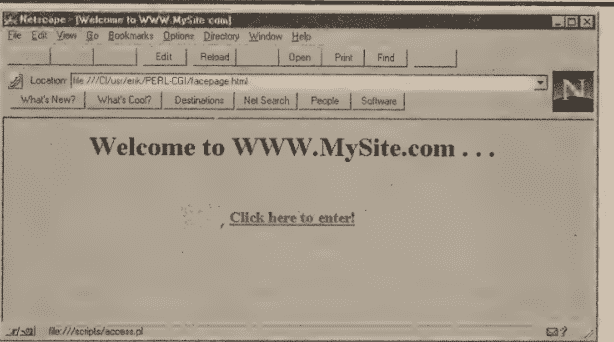 Netscape - [Welcome to WWW.MySite com]
File Edit View Go Bookmarks Options Directory Window Help
Edit Reload Open Print Find
Location: file ///C|/usr/erik/PERL-CGI/facepage html
What's New? What's Cool? Destinations Net Search People Software
Welcome to WWW.MySite.com . . .
Click here to enter!
file:///scripts/access.pl